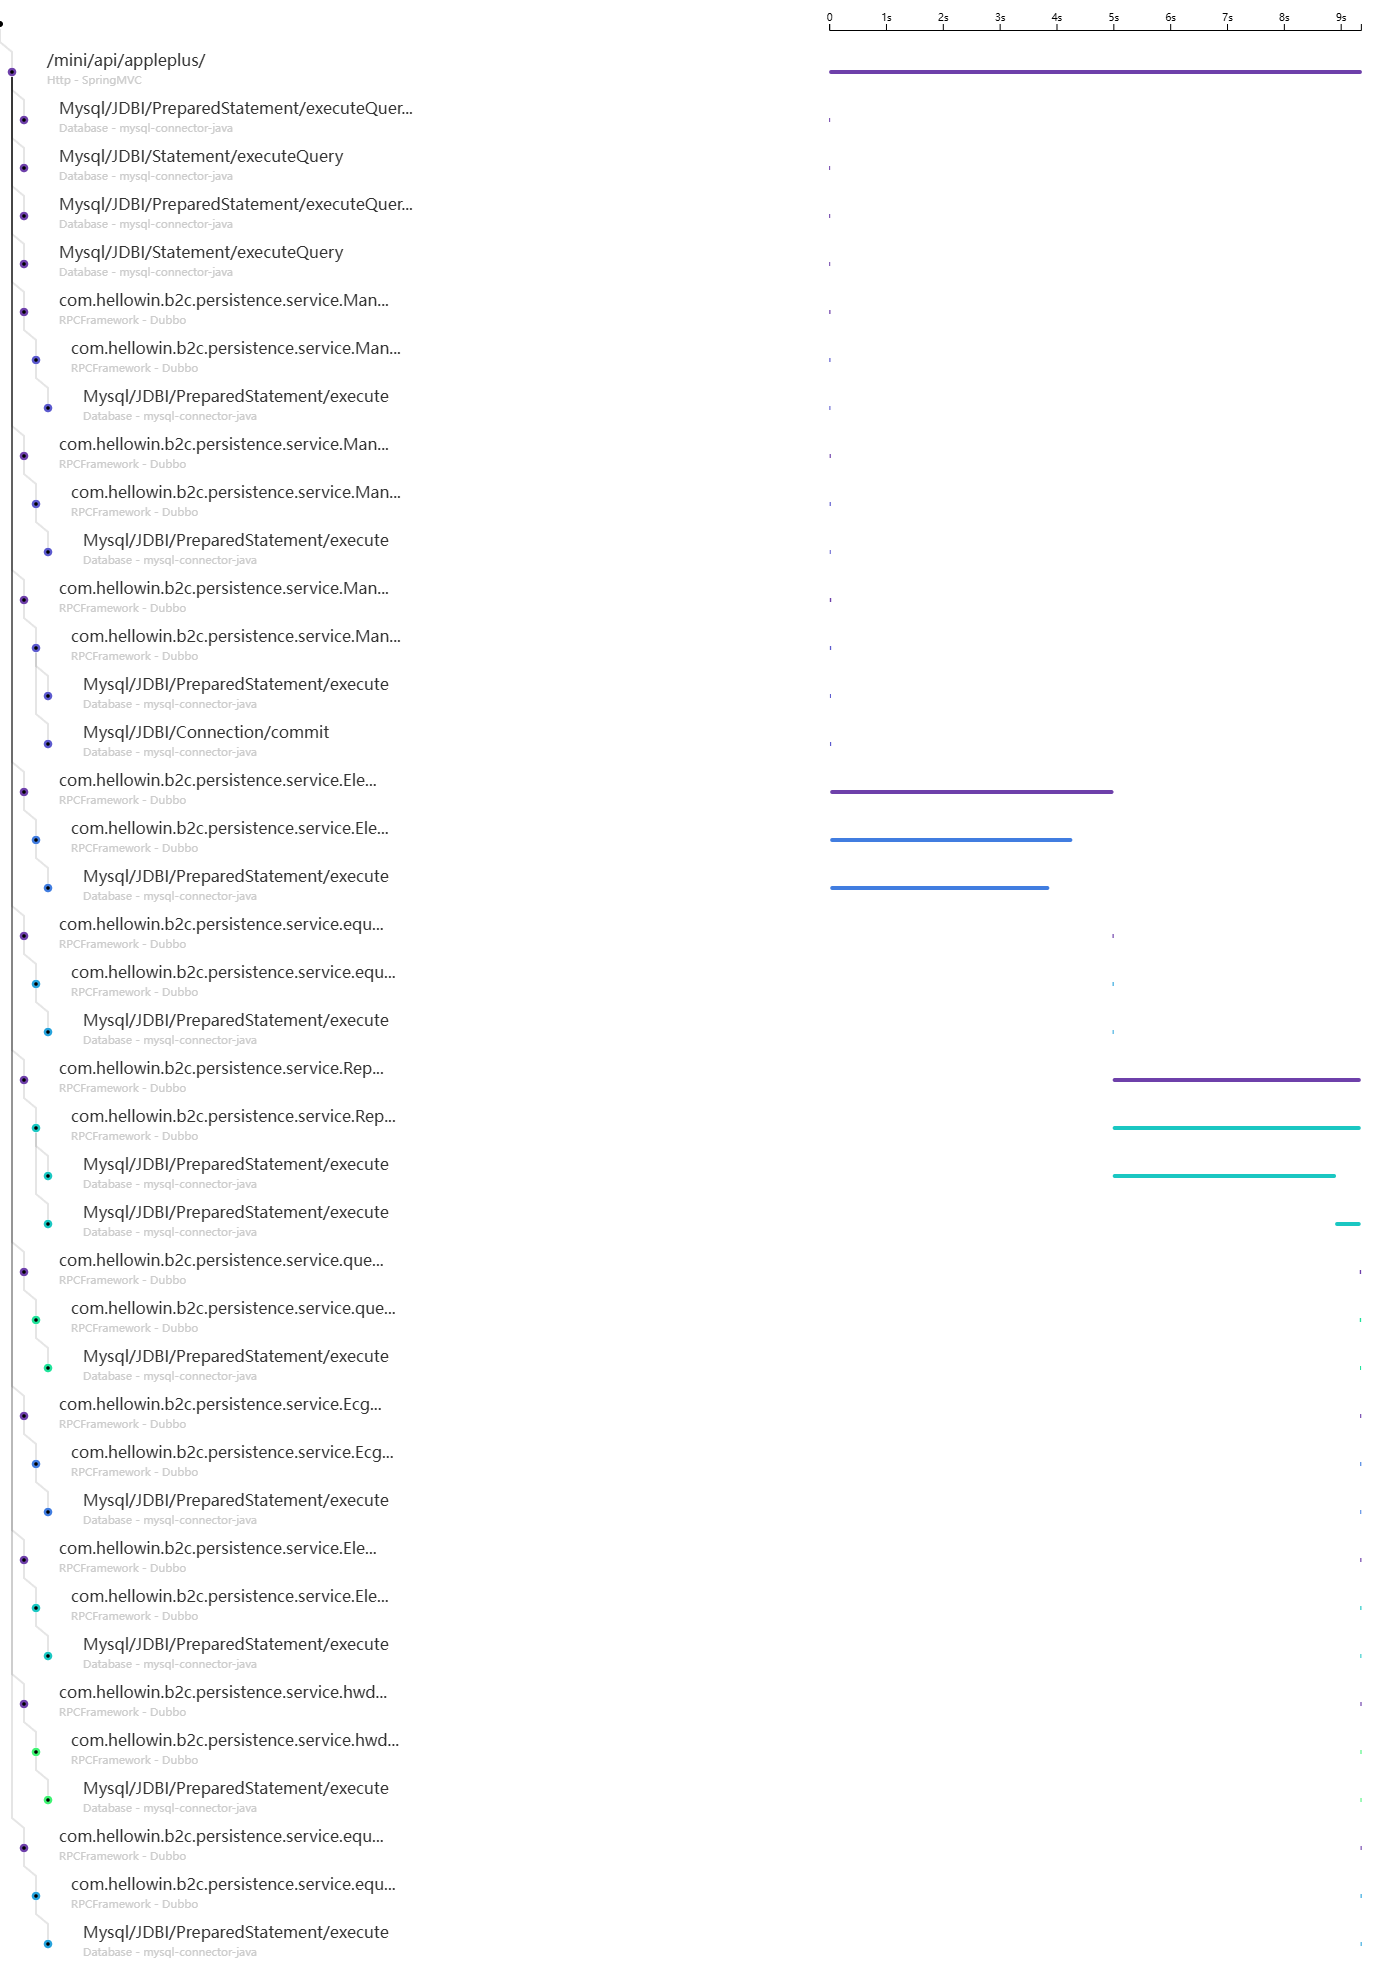 0 1s 2s 3s 4s 5s 6s 7s 8s 9s
/mini/api/appleplus/
Http - SpringMVC
Mysql/JDBI/PreparedStatement/executeQuer...
Database - mysql-connector-java
Mysql/JDBI/Statement/executeQuery
Database - mysql-connector-java
Mysql/JDBI/PreparedStatement/executeQuer...
Database - mysql-connector-java
Mysql/JDBI/Statement/executeQuery
Database - mysql-connector-java
com.hellowin.b2c.persistence.service.Man...
RPCFramework - Dubbo
com.hellowin.b2c.persistence.service.Man...
RPCFramework - Dubbo
Mysql/JDBI/PreparedStatement/execute
Database - mysql-connector-java
com.hellowin.b2c.persistence.service.Man...
RPCFramework - Dubbo
com.hellowin.b2c.persistence.service.Man...
RPCFramework - Dubbo
Mysql/JDBI/PreparedStatement/execute
Database - mysql-connector-java
com.hellowin.b2c.persistence.service.Man...
RPCFramework - Dubbo
com.hellowin.b2c.persistence.service.Man...
RPCFramework - Dubbo
Mysql/JDBI/PreparedStatement/execute
Database - mysql-connector-java
Mysql/JDBI/Connection/commit
Database - mysql-connector-java
com.hellowin.b2c.persistence.service.Ele...
RPCFramework - Dubbo
com.hellowin.b2c.persistence.service.Ele...
RPCFramework - Dubbo
Mysql/JDBI/PreparedStatement/execute
Database - mysql-connector-java
com.hellowin.b2c.persistence.service.equ...
RPCFramework - Dubbo
com.hellowin.b2c.persistence.service.equ...
RPCFramework - Dubbo
Mysql/JDBI/PreparedStatement/execute
Database - mysql-connector-java
com.hellowin.b2c.persistence.service.Rep...
RPCFramework - Dubbo
com.hellowin.b2c.persistence.service.Rep...
RPCFramework - Dubbo
Mysql/JDBI/PreparedStatement/execute
Database - mysql-connector-java
Mysql/JDBI/PreparedStatement/execute
Database - mysql-connector-java
com.hellowin.b2c.persistence.service.que...
RPCFramework - Dubbo
com.hellowin.b2c.persistence.service.que...
RPCFramework - Dubbo
Mysql/JDBI/PreparedStatement/execute
Database - mysql-connector-java
com.hellowin.b2c.persistence.service.Ecg...
RPCFramework - Dubbo
com.hellowin.b2c.persistence.service.Ecg...
RPCFramework - Dubbo
Mysql/JDBI/PreparedStatement/execute
Database - mysql-connector-java
com.hellowin.b2c.persistence.service.Ele...
RPCFramework - Dubbo
com.hellowin.b2c.persistence.service.Ele...
RPCFramework - Dubbo
Mysql/JDBI/PreparedStatement/execute
Database - mysql-connector-java
com.hellowin.b2c.persistence.service.hwd...
RPCFramework - Dubbo
com.hellowin.b2c.persistence.service.hwd...
RPCFramework - Dubbo
Mysql/JDBI/PreparedStatement/execute
Database - mysql-connector-java
com.hellowin.b2c.persistence.service.equ...
RPCFramework - Dubbo
com.hellowin.b2c.persistence.service.equ...
RPCFramework - Dubbo
Mysql/JDBI/PreparedStatement/execute
Database - mysql-connector-java